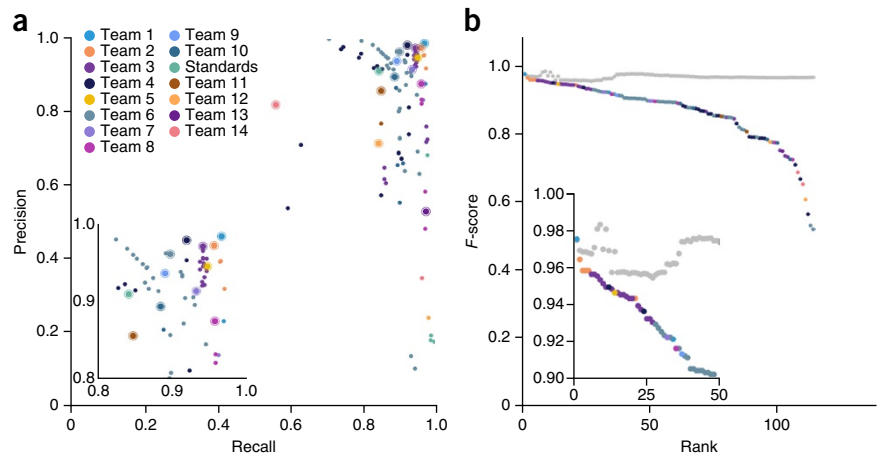 a
b
Team 1
Team 2
Team 3
Team 4
Team 5
Team 6
Team 7
Team 8
Team 9
Team 10
Standards
Team 11
Team 12
Team 13
Team 14
1.0
0.8
0.6
0.4
0.2
0
Precision
0 0.2 0.4 0.6 0.8 1.0
Recall
1.0
0.9
0.8
0.8 0.9 1.0
1.0
0.8
0.6
0.4
0.2
0
F-score
0 50 100
Rank
1.00
0.98
0.96
0.94
0.92
0.90
0 25 50